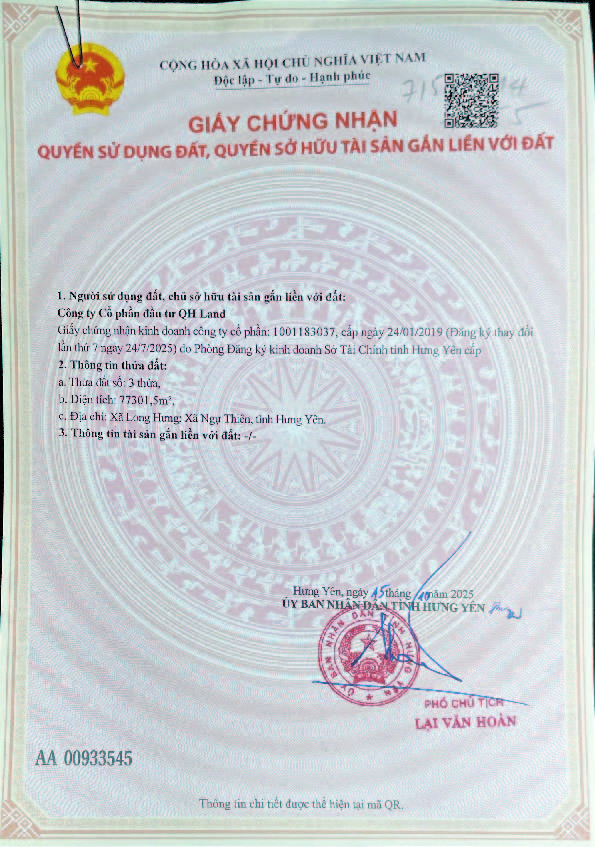 CỘNG HÒA XÃ HỘI CHỦ NGHĨA VIỆT NAM
Độc lập - Tự do - Hạnh phúc
GIẤY CHỨNG NHẬN
QUYỀN SỬ DỤNG ĐẤT, QUYỀN SỞ HỮU TÀI SẢN GẮN LIỀN VỚI ĐẤT
1. Người sử dụng đất, chủ sở hữu tài sản gắn liền với đất:
Công ty Cổ phần đầu tư QH Land
Giấy chứng nhận kinh doanh công ty cổ phần: 1001183037, cấp ngày 24/01/2019 (Đăng ký thay đổi
lần thứ 7 ngày 24/7/2025) do Phòng Đăng ký kinh doanh Sở Tài Chính tỉnh Hưng Yên cấp
2. Thông tin thửa đất:
a. Thửa đất số: 3 thửa,
b. Diện tích: 77301,5m²,
c. Địa chỉ: Xã Long Hưng; Xã Ngự Thiên, tỉnh Hưng Yên.
3. Thông tin tài sản gắn liền với đất: -/-
Hưng Yên, ngày 15 tháng 10 năm 2025
ỦY BAN NHÂN DÂN TỈNH HƯNG YÊN
ỦY BAN NHÂN DÂN TỈNH HƯNG YÊN
PHÓ CHỦ TỊCH
LẠI VĂN HOÀN
AA 00933545
Thông tin chi tiết được thể hiện tại mã QR.